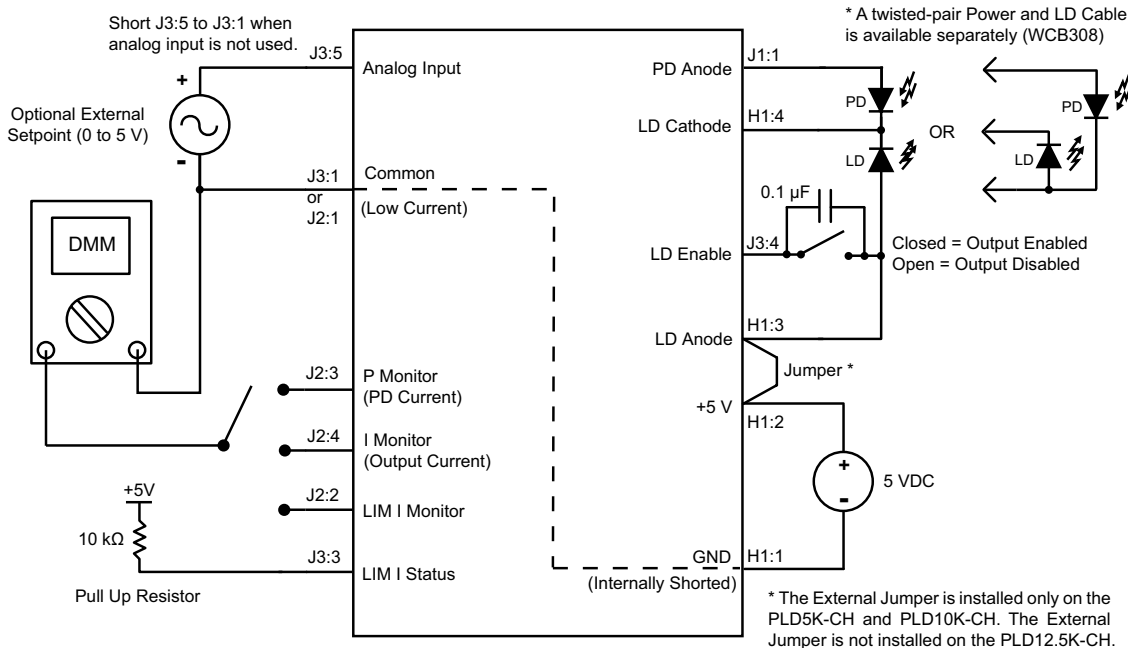 Short J3:5 to J3:1 when
analog input is not used.
* A twisted-pair Power and LD Cable
is available separately (WCB308)
J3:5
Analog Input
+
Optional External
Setpoint (0 to 5 V)
-
J3:1
or
J2:1
Common
(Low Current)
DMM
J2:3
P Monitor
(PD Current)
J2:4
I Monitor
(Output Current)
J2:2
LIM I Monitor
+5V
10 kΩ
J3:3
LIM I Status
Pull Up Resistor
PD Anode
J1:1
PD
LD Cathode
H1:4
LD
OR
PD
LD
0.1 µF
LD Enable
J3:4
Closed = Output Enabled
Open = Output Disabled
LD Anode
H1:3
Jumper *
+5 V
H1:2
+
-
5 VDC
GND
H1:1
(Internally Shorted)
* The External Jumper is installed only on the
PLD5K-CH and PLD10K-CH. The External
Jumper is not installed on the PLD12.5K-CH.